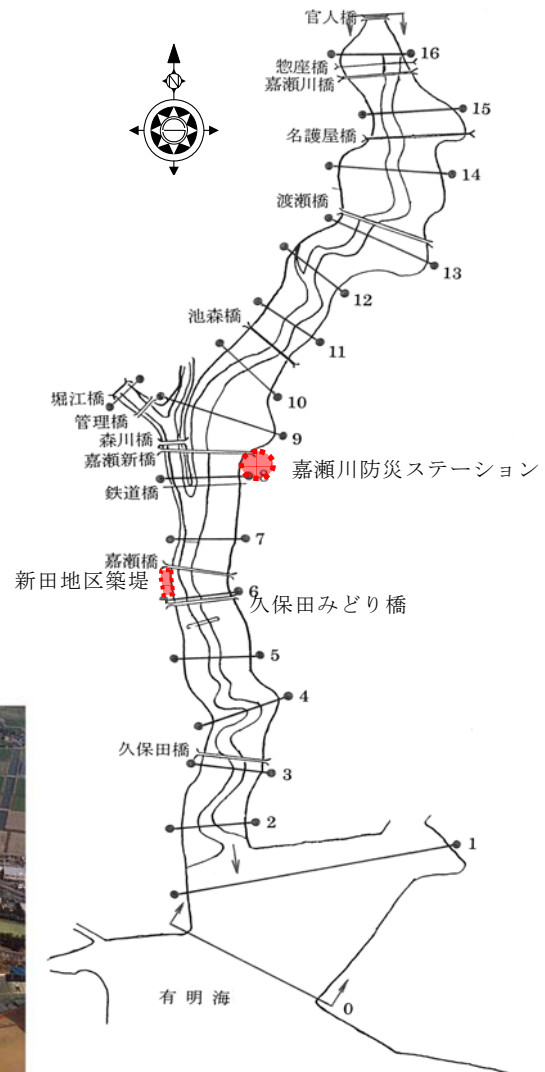 官人橋
16
惣座橋
嘉瀬川橋
15
名護屋橋
N
14
渡瀬橋
13
12
池森橋
11
10
堀江橋
管理橋
9
森川橋
嘉瀬新橋
嘉瀬川防災ステーション
8
鉄道橋
7
嘉瀬橋
新田地区築堤
6
久保田みどり橋
5
4
久保田橋
3
2
1
有明海
0